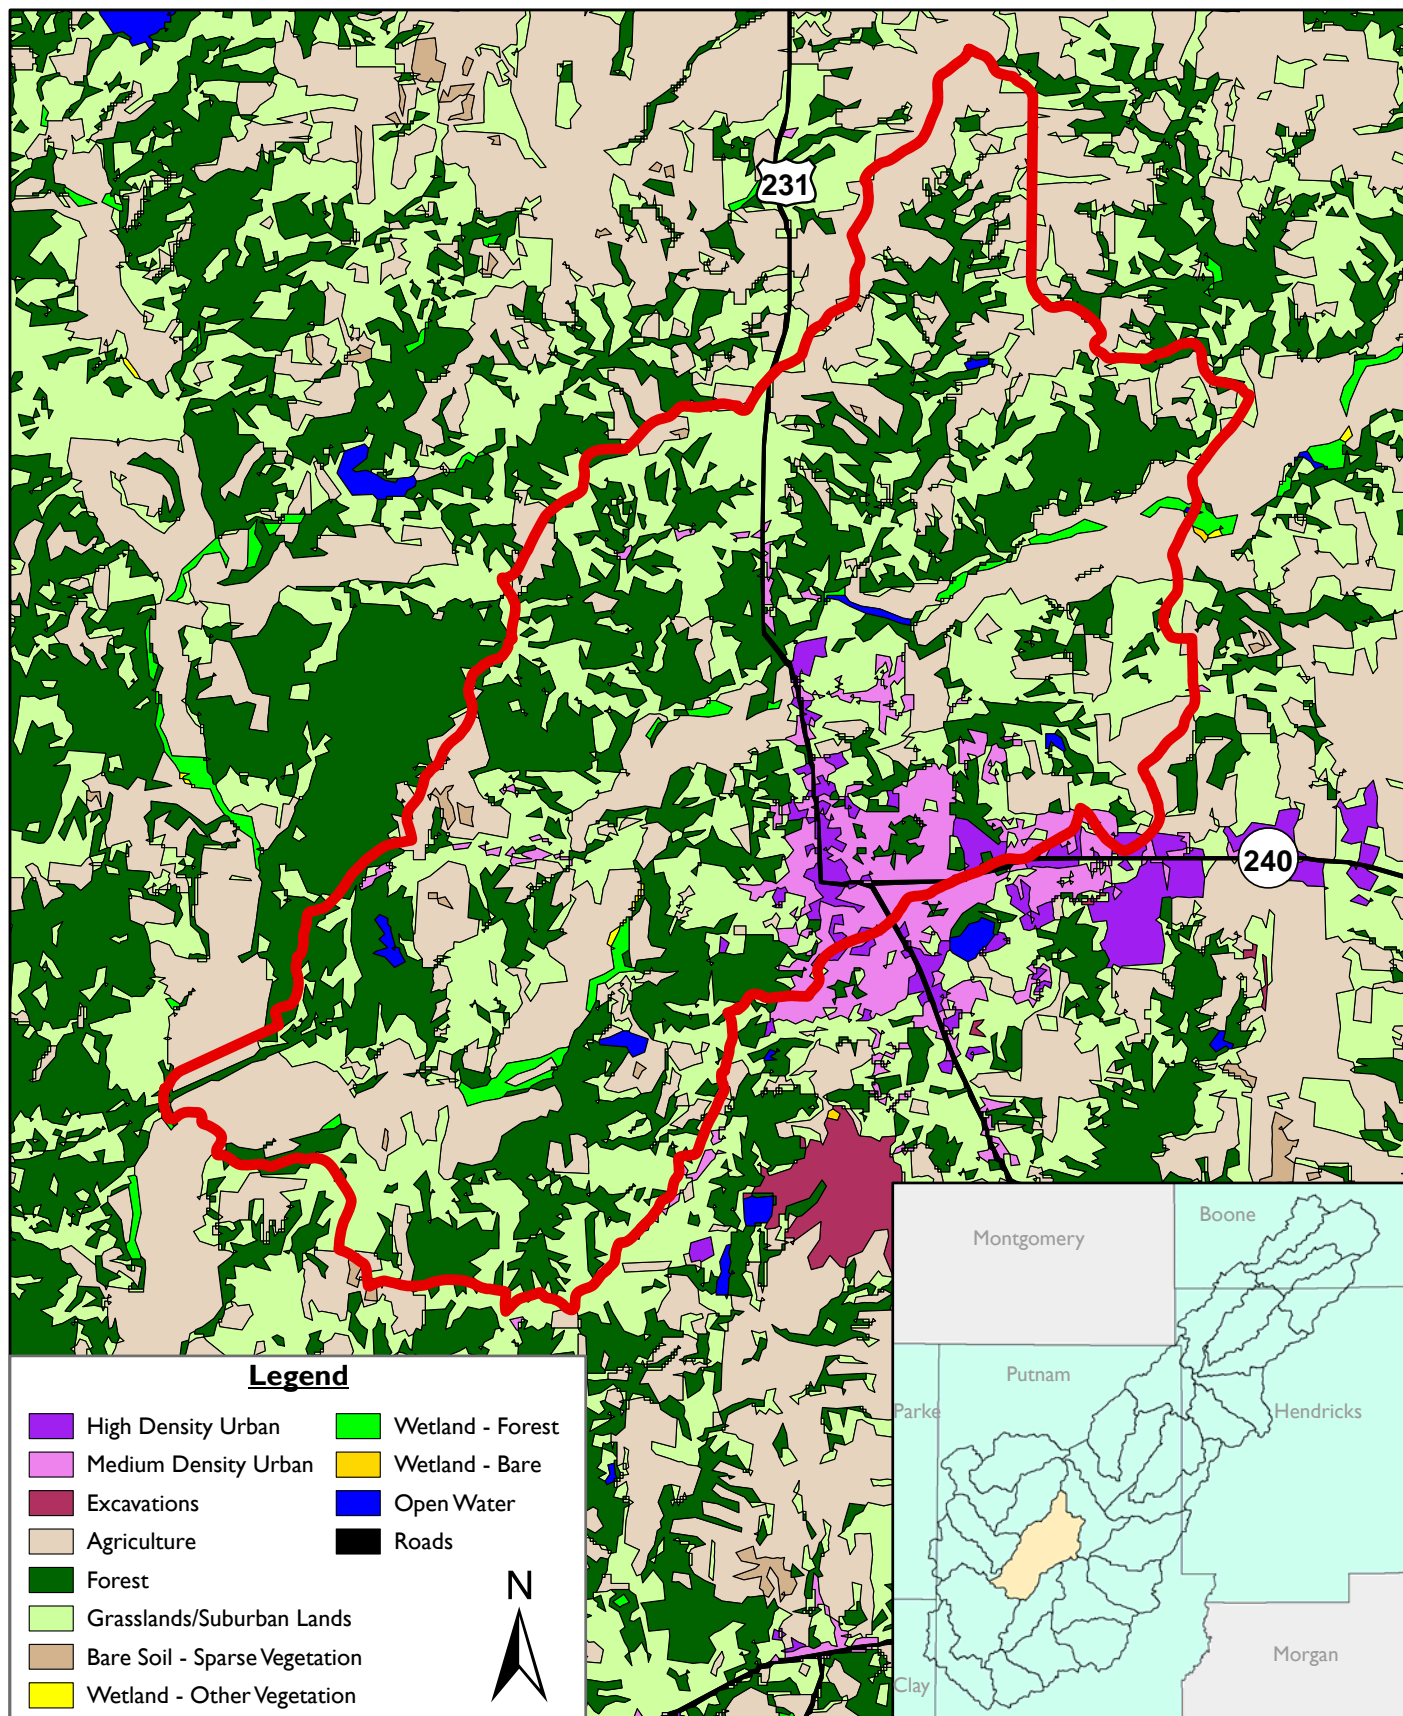 231
240
Legend
High Density Urban
Medium Density Urban
Excavations
Agriculture
Forest
Grasslands/Suburban Lands
Bare Soil - Sparse Vegetation
Wetland - Other Vegetation
Wetland - Forest
Wetland - Bare
Open Water
Roads
N
Boone
Montgomery
Putnam
Parke
Hendricks
Morgan
Clay